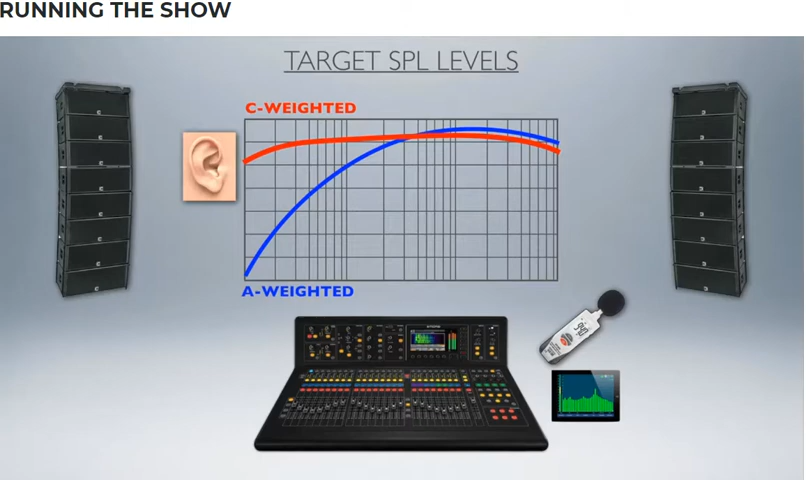 RUNNING THE SHOW
TARGET SPL LEVELS
C-WEIGHTED
A-WEIGHTED